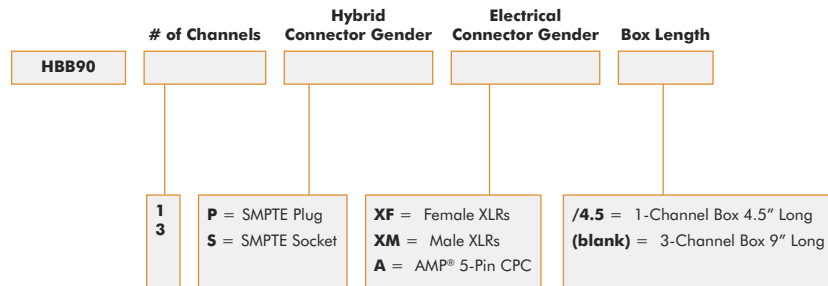 # of Channels
Hybrid
Connector Gender
Electrical
Connector Gender
Box Length
HBB90
1
3
P = SMPTE Plug
S = SMPTE Socket
XF = Female XLRs
XM = Male XLRs
A = AMP® 5-Pin CPC
/4.5 = 1-Channel Box 4.5” Long
(blank) = 3-Channel Box 9” Long